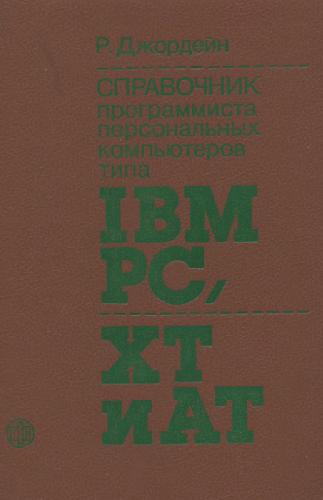 Р. Джордейн
СПРАВОЧНИК
программиста
персональных
компьютеров
типа
IBM
PC,
XT
и AT